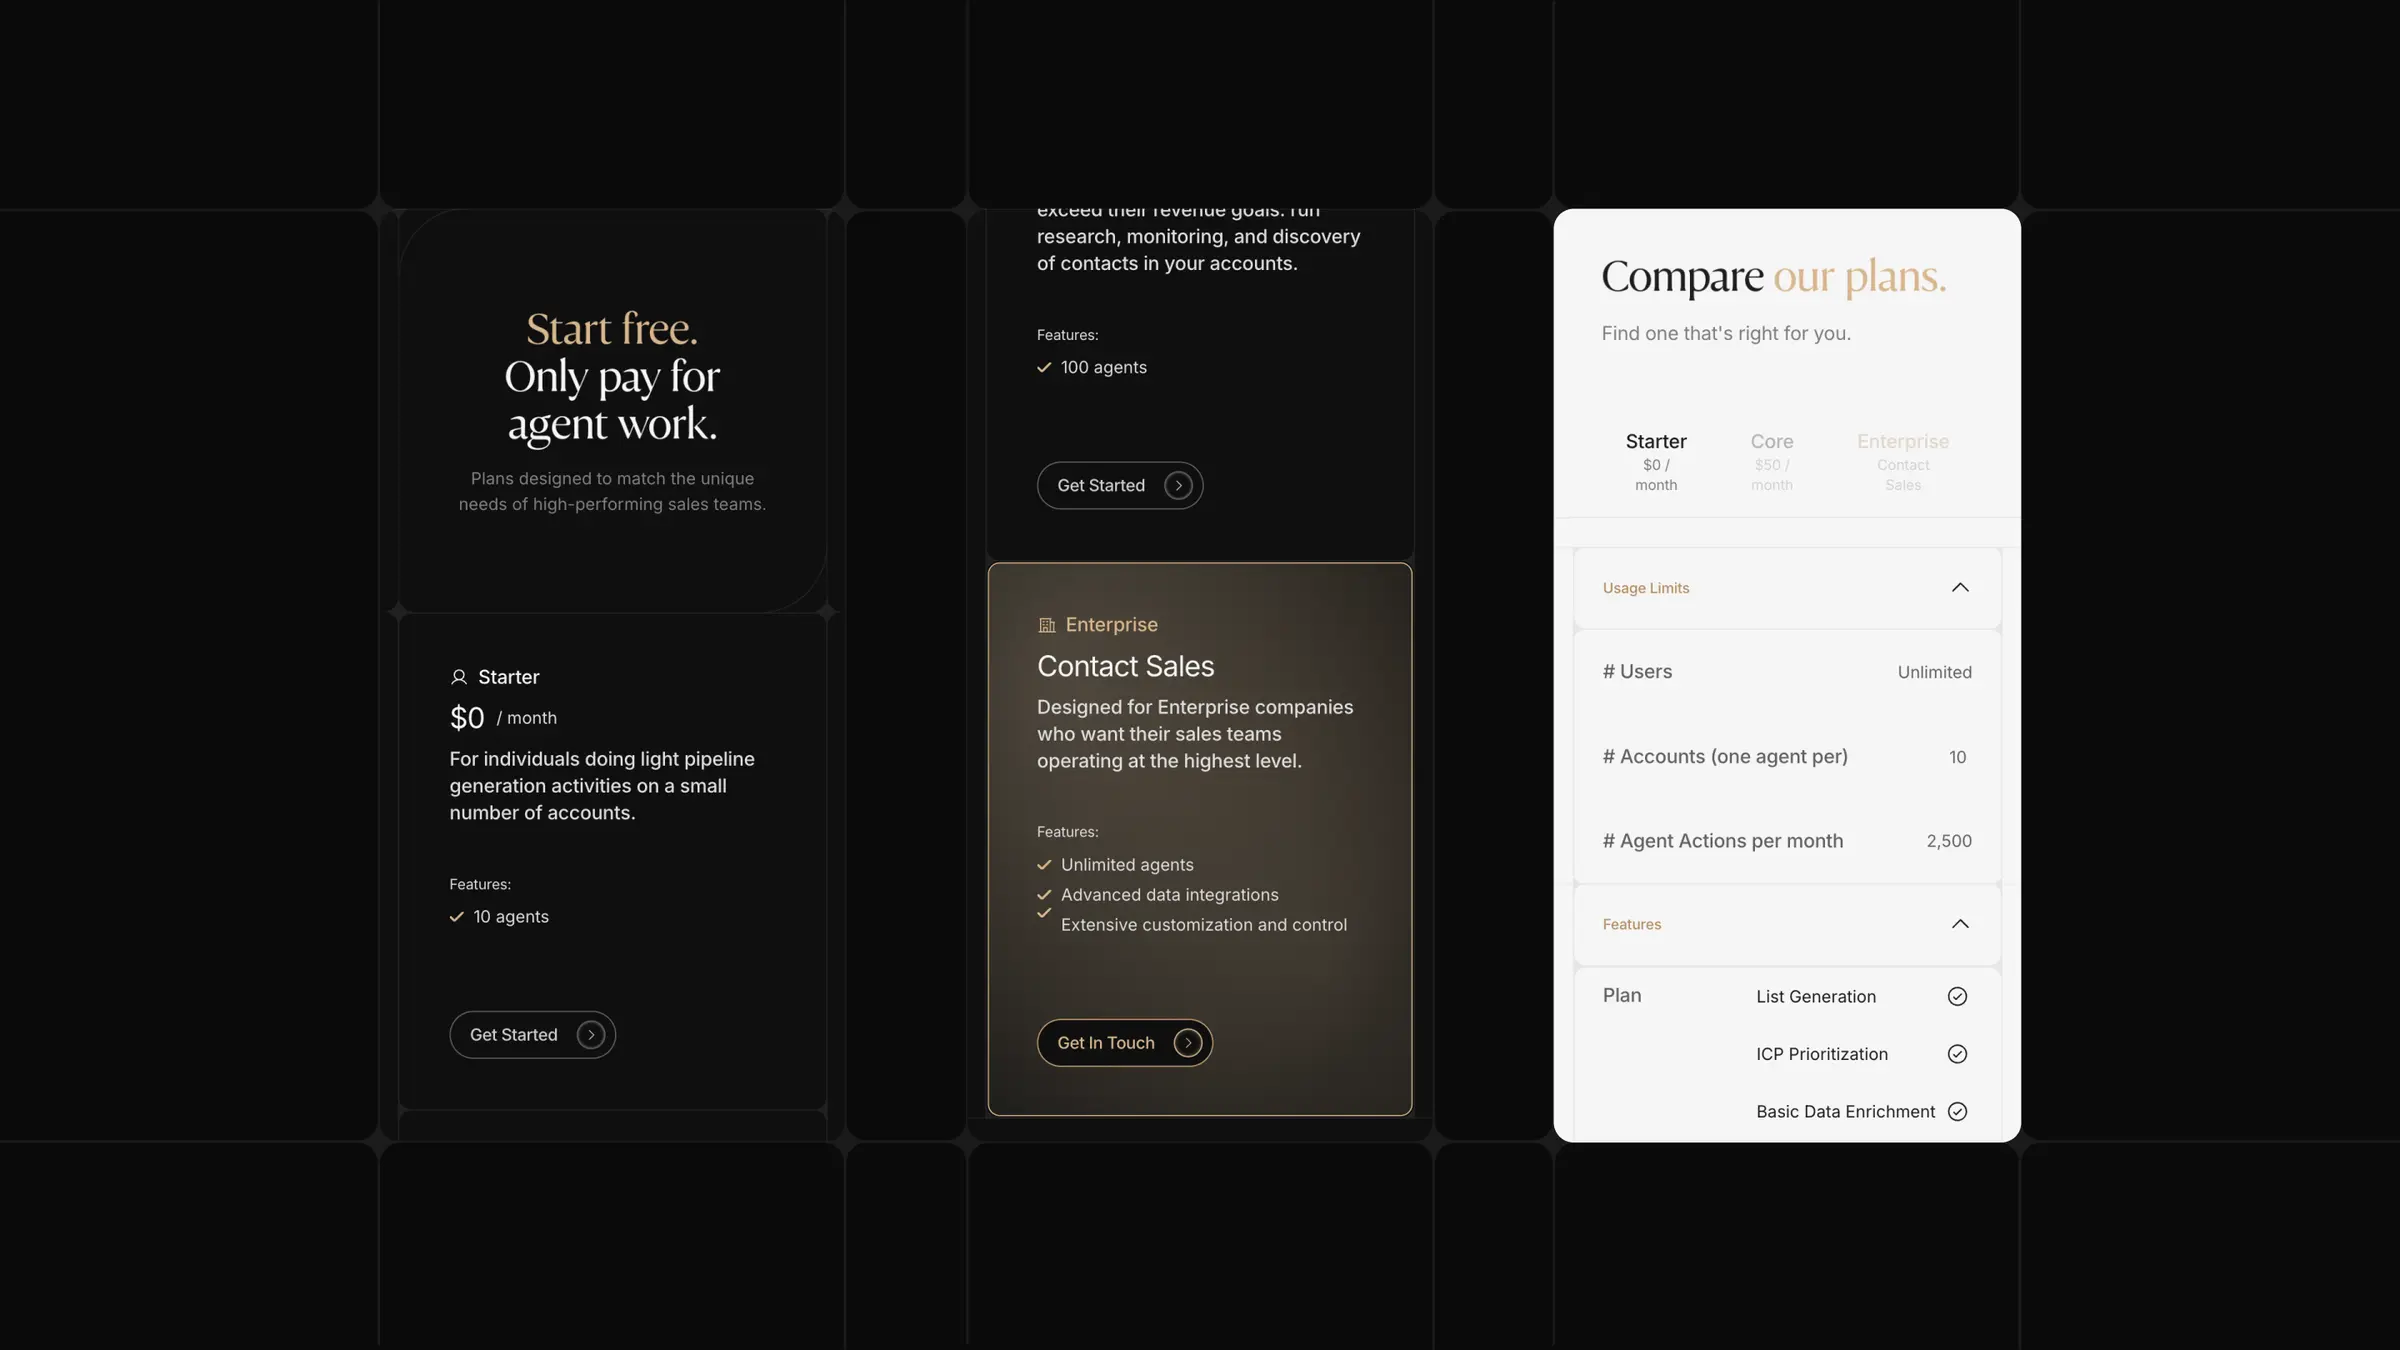 Start free.
Only pay for
agent work.
Plans designed to match the unique
needs of high-performing sales teams.
Starter
$0 / month
For individuals doing light pipeline
generation activities on a small
number of accounts.
Features:
10 agents
Get Started
exceed their revenue goals. Tun
research, monitoring, and discovery
of contacts in your accounts.
Features:
100 agents
Get Started
Enterprise
Contact Sales
Designed for Enterprise companies
who want their sales teams
operating at the highest level.
Features:
Unlimited agents
Advanced data integrations
Extensive customization and control
Get In Touch
Compare our plans.
Find one that's right for you.
Starter
$0 /
month
Core
$50 /
month
Enterprise
Contact
Sales
Usage Limits
# Users Unlimited
# Accounts (one agent per) 10
# Agent Actions per month 2,500
Features
Plan List Generation
ICP Prioritization
Basic Data Enrichment